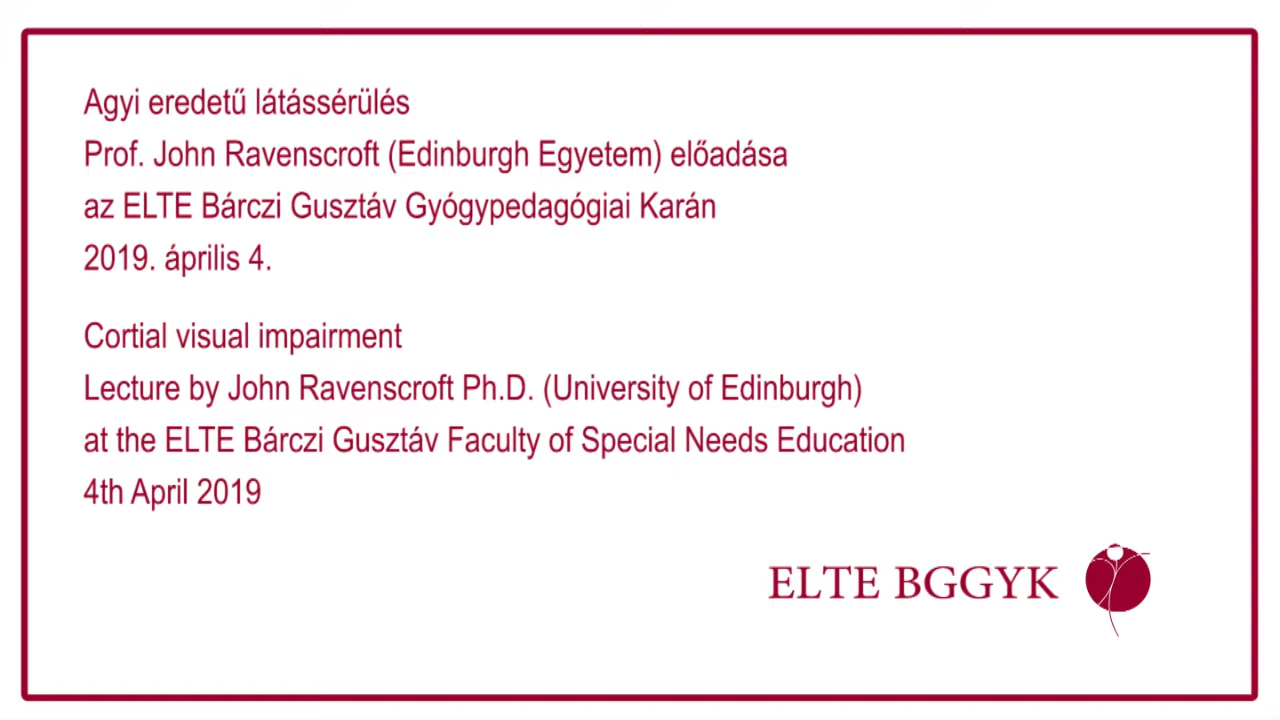 Agyi eredetű látássérülés
Prof. John Ravenscroft (Edinburgh Egyetem) előadása
az ELTE Bárczi Gusztáv Gyógypedagógiai Karán
2019. április 4.
Cortial visual impairment
Lecture by John Ravenscroft Ph.D. (University of Edinburgh)
at the ELTE Bárczi Gusztáv Faculty of Special Needs Education
4th April 2019
ELTE BGGYK